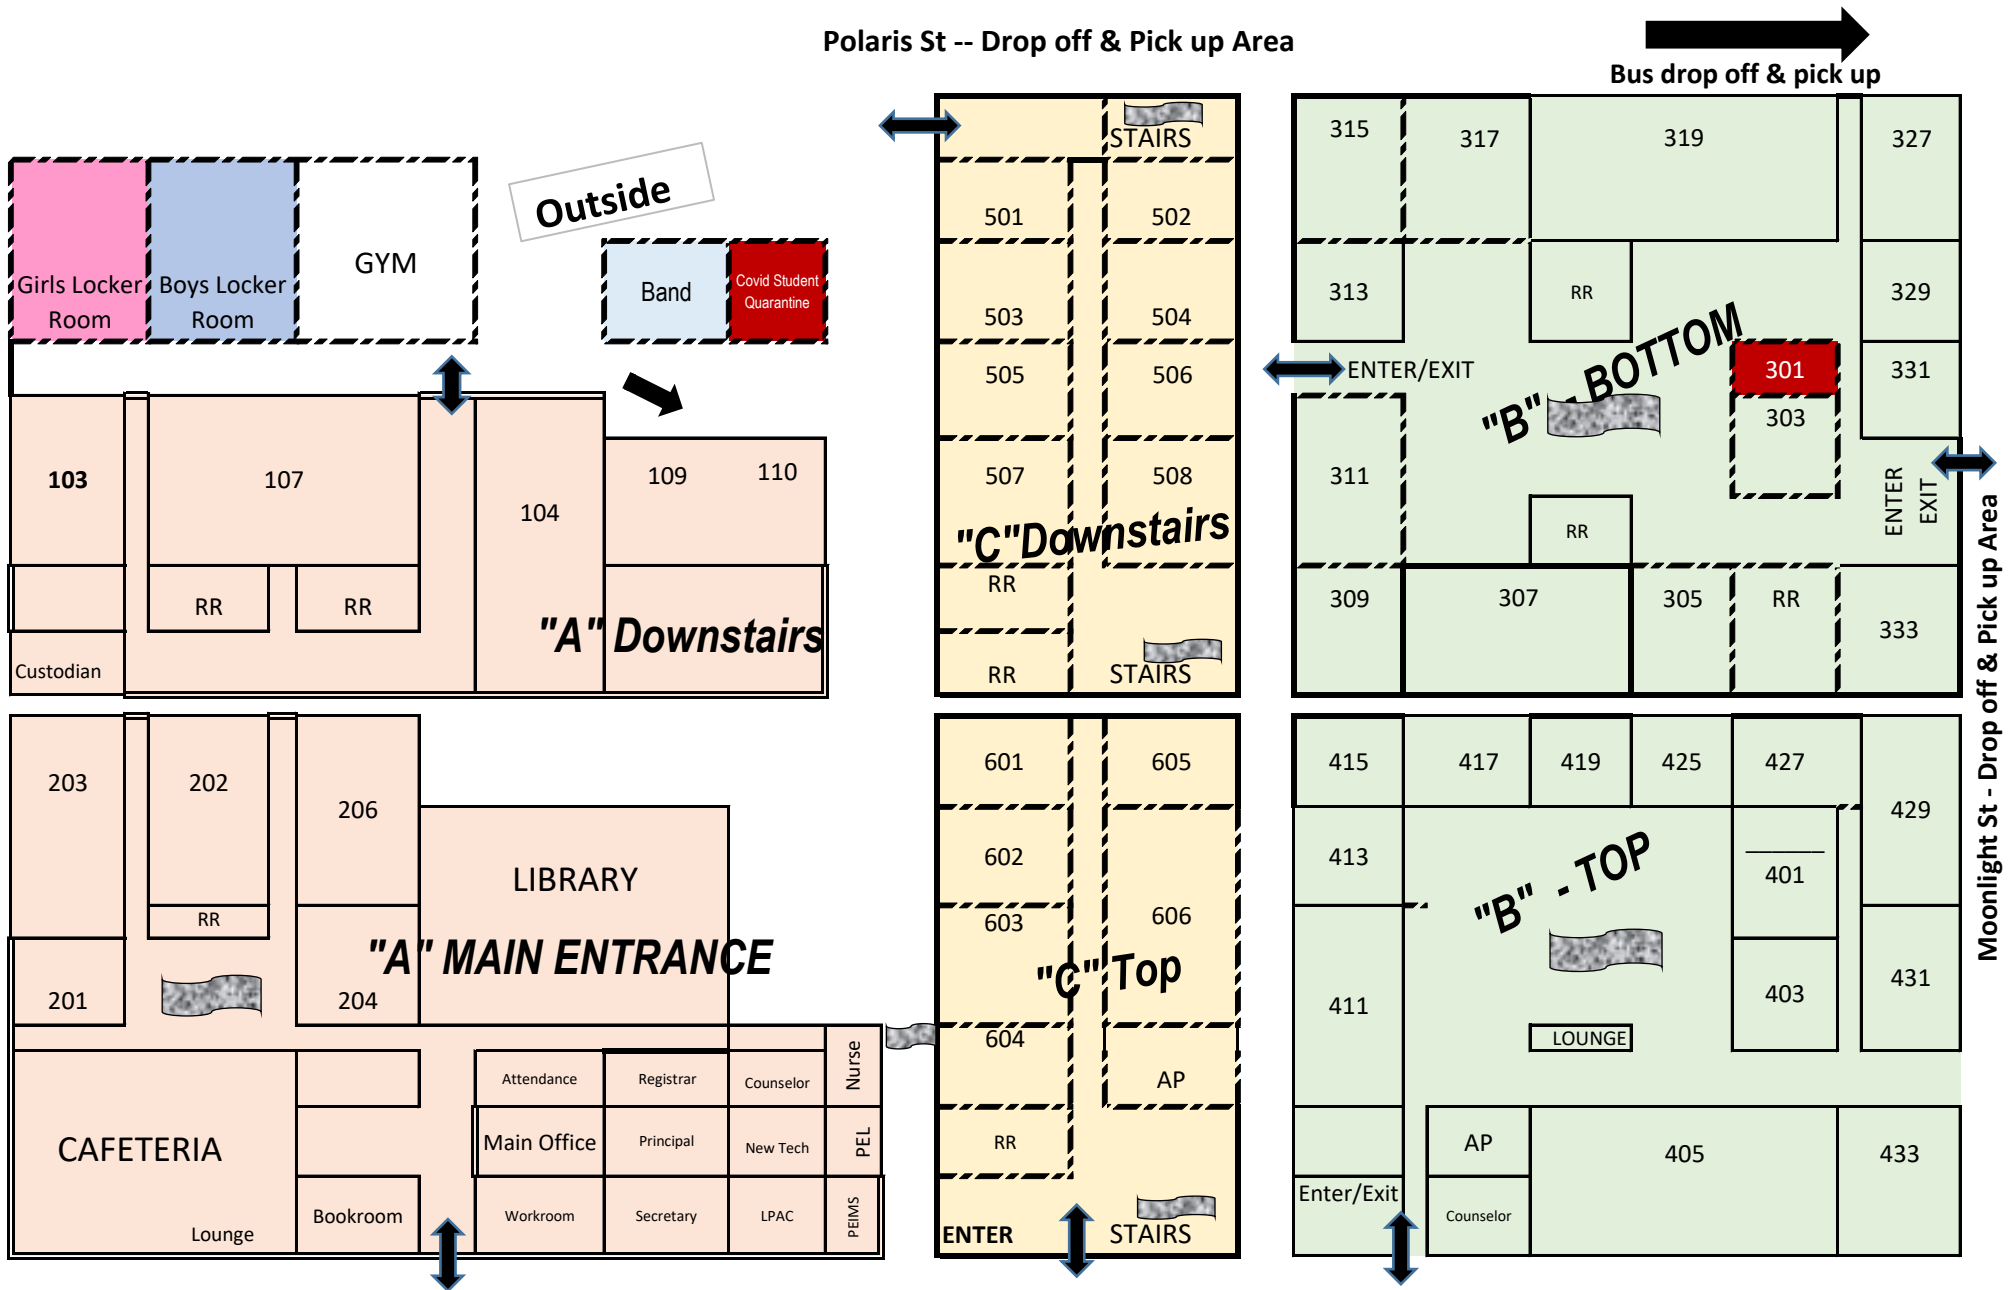 Polaris St -- Drop off & Pick up Area
Bus drop off & pick up
Outside
Girls Locker
Room
Boys Locker
Room
GYM
Band
Covid Student
Quarantine
103
107
104
109
110
RR
RR
Custodian
"A" Downstairs
STAIRS
501
502
503
504
505
506
507
508
"C"Downstairs
RR
RR
STAIRS
315
317
319
327
313
RR
329
ENTER/EXIT
"B" - BOTTOM
301
331
303
311
ENTER
EXIT
RR
309
307
305
RR
333
Moonlight St - Drop off & Pick up Area
203
202
206
LIBRARY
RR
"A" MAIN ENTRANCE
201
204
Attendance
Registrar
Counselor
Nurse
CAFETERIA
Main Office
Principal
New Tech
PEL
Lounge
Bookroom
Workroom
Secretary
LPAC
PEIMS
601
605
602
603
606
"C" Top
604
AP
RR
ENTER
STAIRS
415
417
419
425
427
429
413
"B" - TOP
______
401
411
403
431
LOUNGE
AP
405
433
Enter/Exit
Counselor